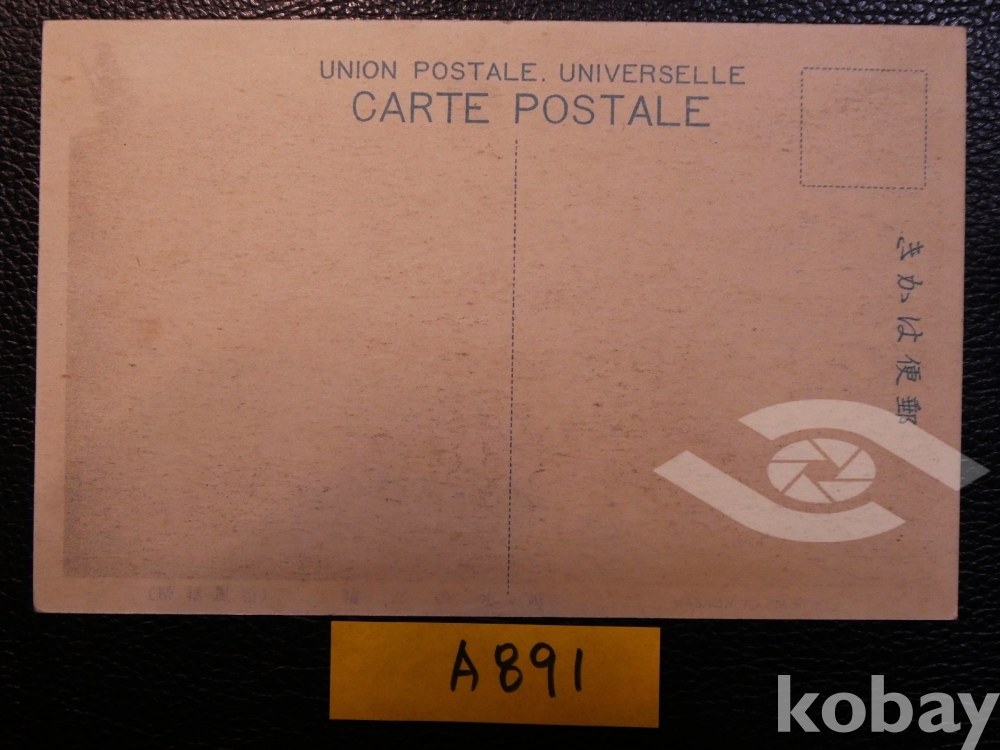 UNION POSTALE. UNIVERSELLE
CARTE POSTALE
きかは便郵
A891
kobay